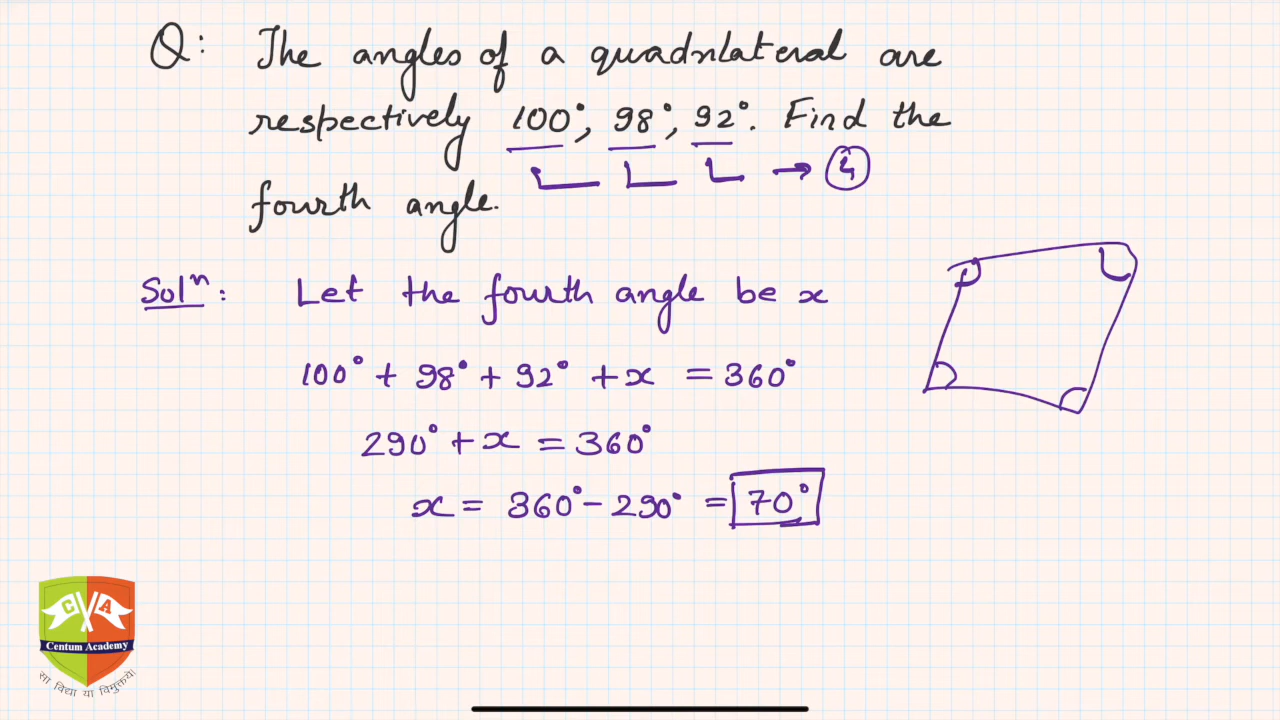 Q: The angles of a quadrilateral are
respectively 100°, 98°, 92°. Find the
→ 4
fourth angle.
Solⁿ: Let the fourth angle be x
100° + 98° + 92° + x = 360°
290° + x = 360°
x = 360° - 290° = 70°
C A
Centum Academy
सा विद्या या विमुक्तये।